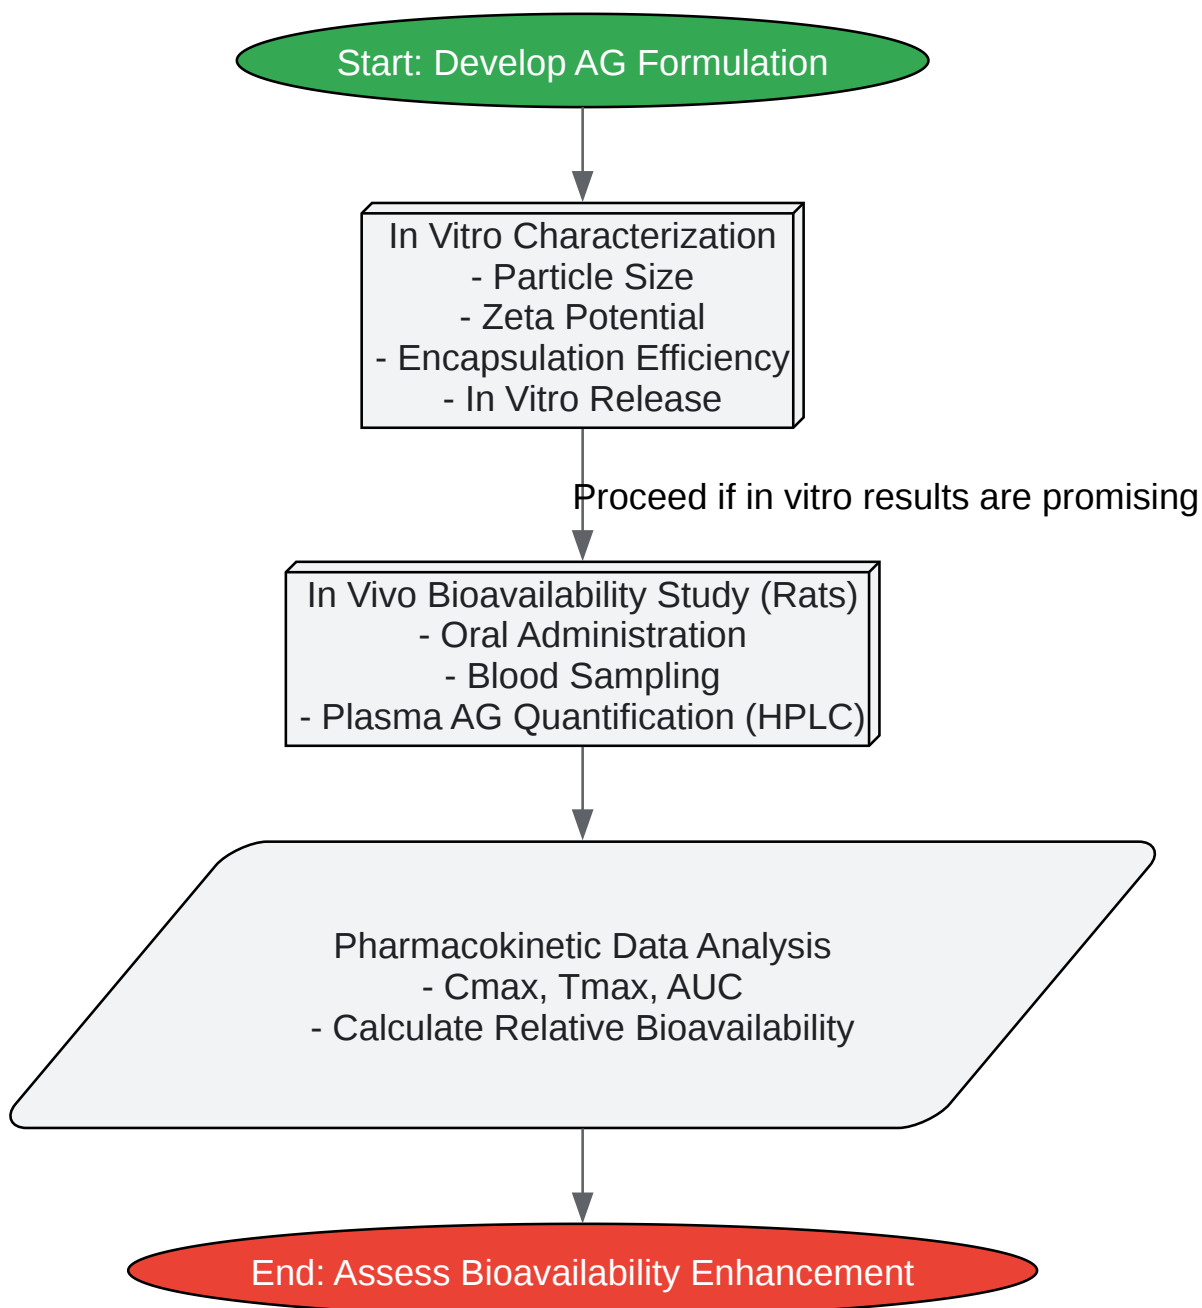 Start: Develop AG Formulation
In Vitro Characterization
- Particle Size
- Zeta Potential
- Encapsulation Efficiency
- In Vitro Release
Proceed if in vitro results are promising
In Vivo Bioavailability Study (Rats)
- Oral Administration
- Blood Sampling
- Plasma AG Quantification (HPLC)
Pharmacokinetic Data Analysis
- Cmax, Tmax, AUC
- Calculate Relative Bioavailability
End: Assess Bioavailability Enhancement